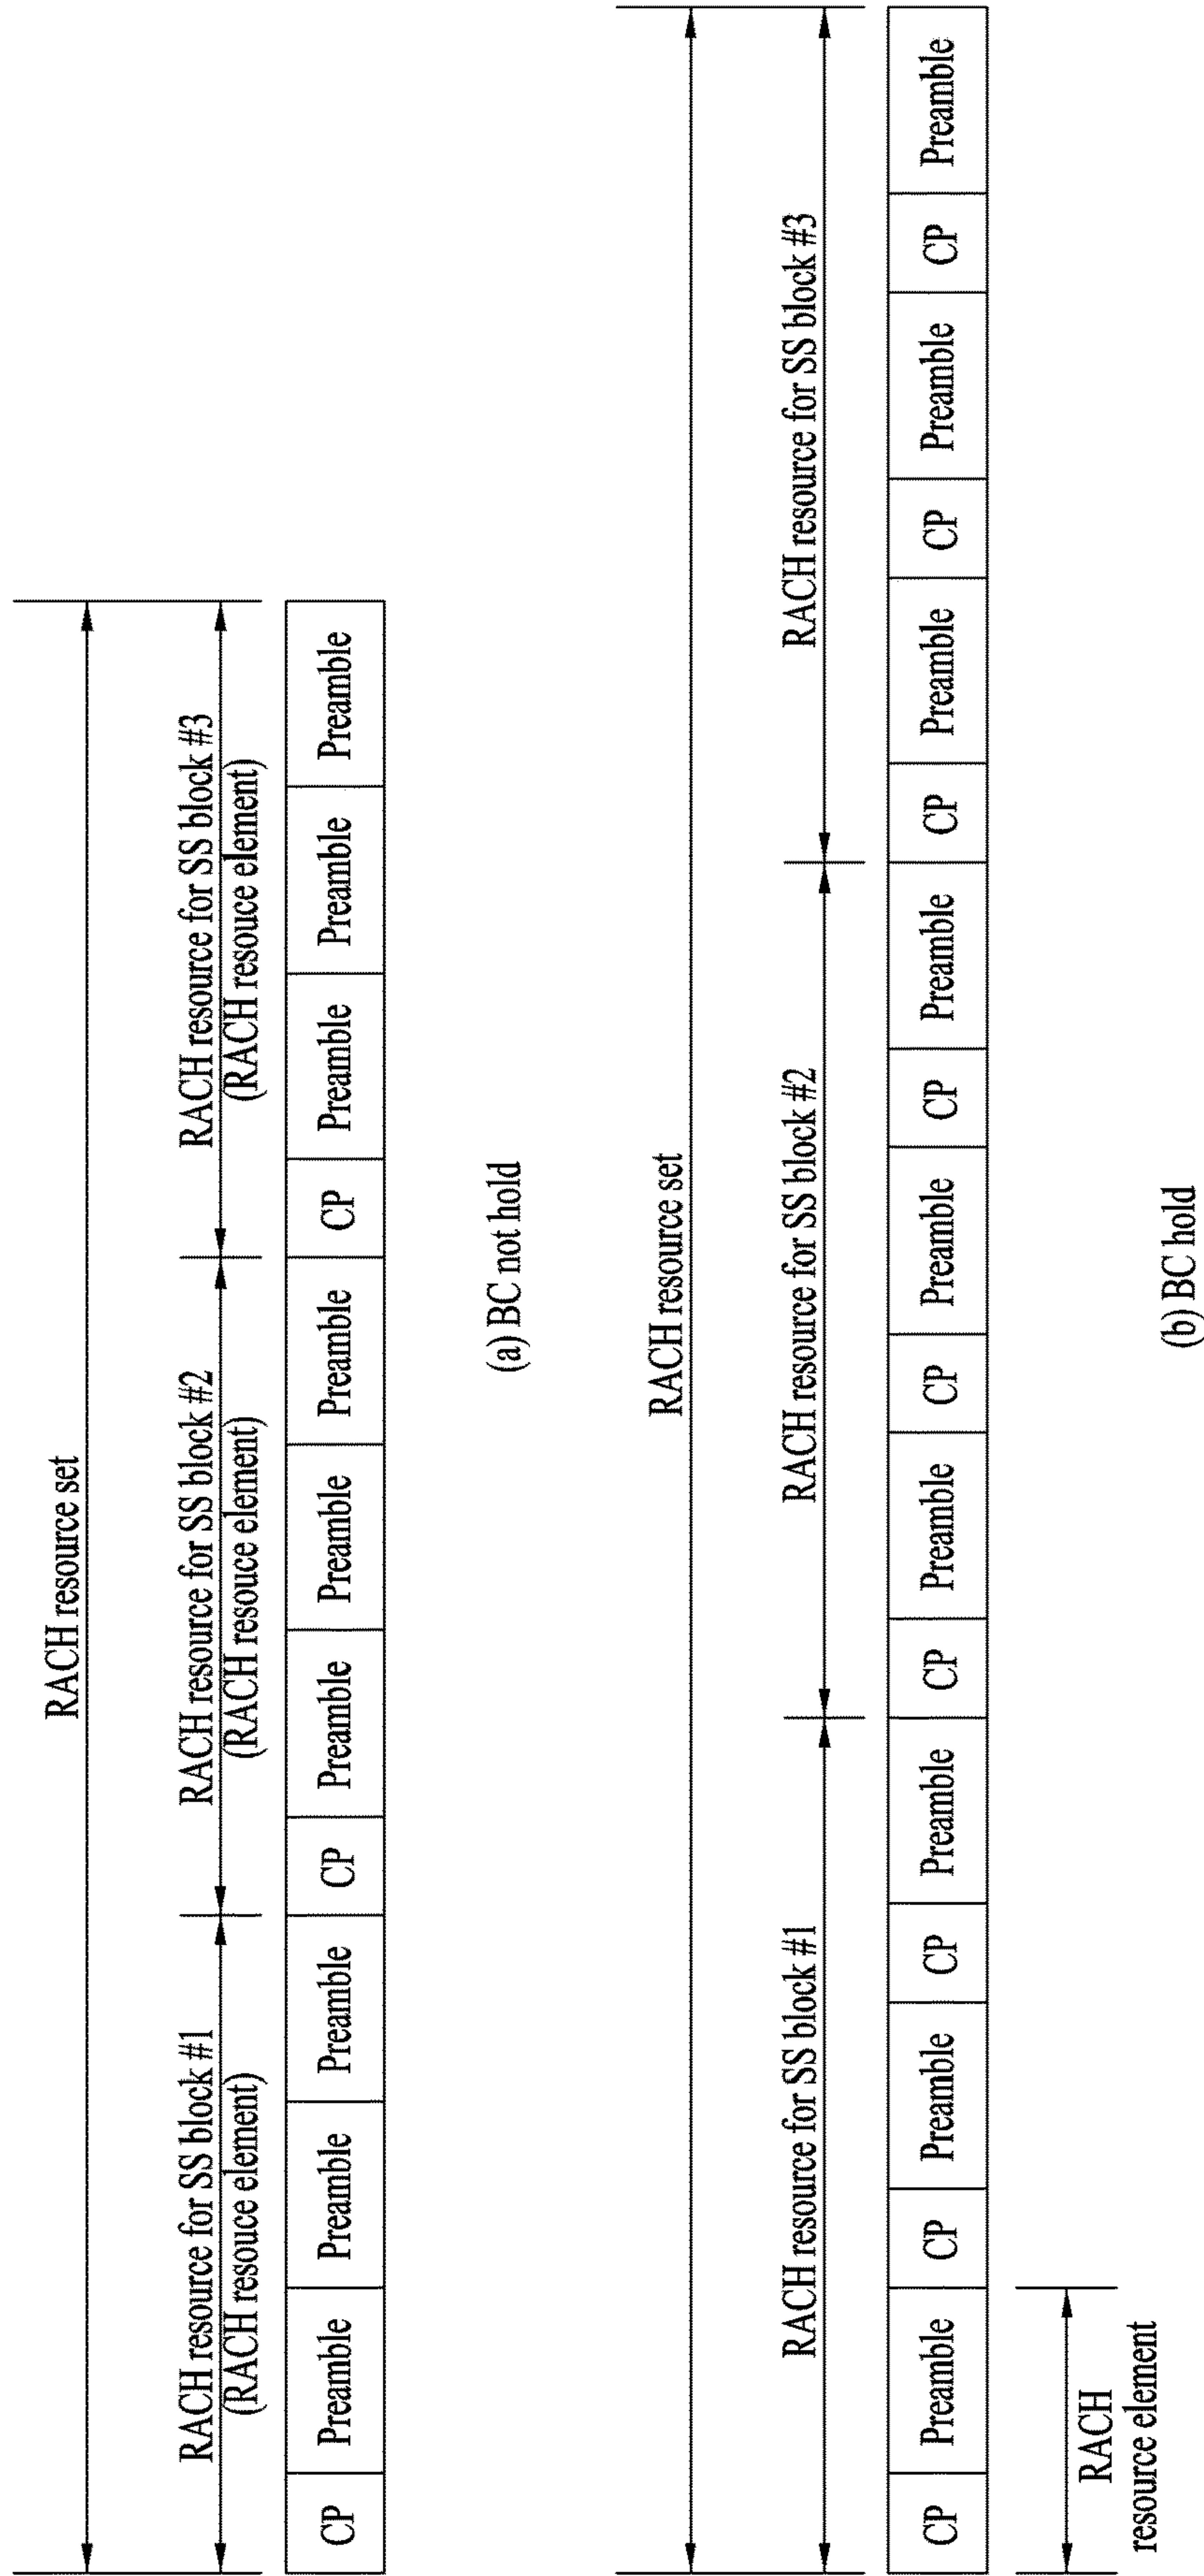 RACH resource set
RACH resource for SS block #1
(RACH resouce element)
RACH resource for SS block #2
(RACH resouce element)
RACH resource for SS block #3
(RACH resouce element)
CP Preamble Preamble Preamble CP Preamble Preamble Preamble CP Preamble Preamble Preamble
(a) BC not hold
RACH resource set
RACH resource for SS block #1
RACH resource for SS block #2
RACH resource for SS block #3
CP Preamble CP Preamble CP Preamble CP Preamble CP Preamble CP Preamble CP Preamble CP Preamble CP Preamble
RACH
resource element
(b) BC hold